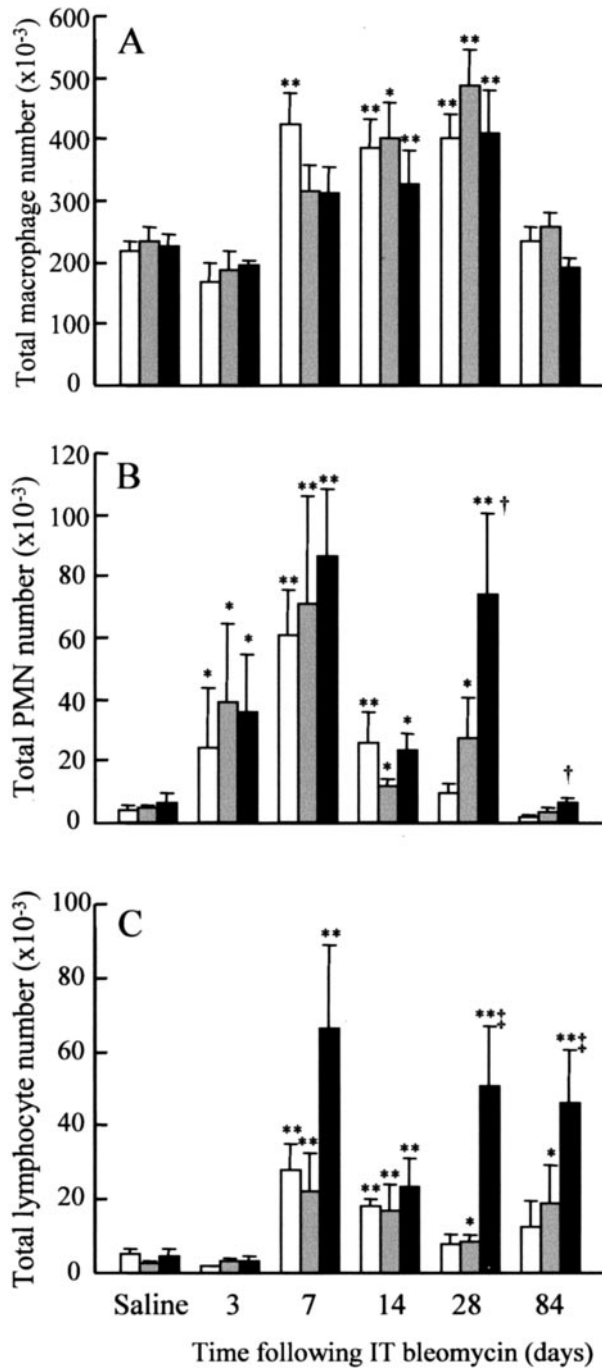 A
Total macrophage number (x10-3)
600
500
400
300
200
100
0
** ** * ** ** ** **
B
Total PMN number (x10-3)
120
100
80
60
40
20
0
* * * ** ** ** ** * * * ** † †
C
Total lymphocyte number (x10-3)
100
80
60
40
20
0
** ** ** ** ** ** * **‡ * **‡
Saline 3 7 14 28 84
Time following IT bleomycin (days)